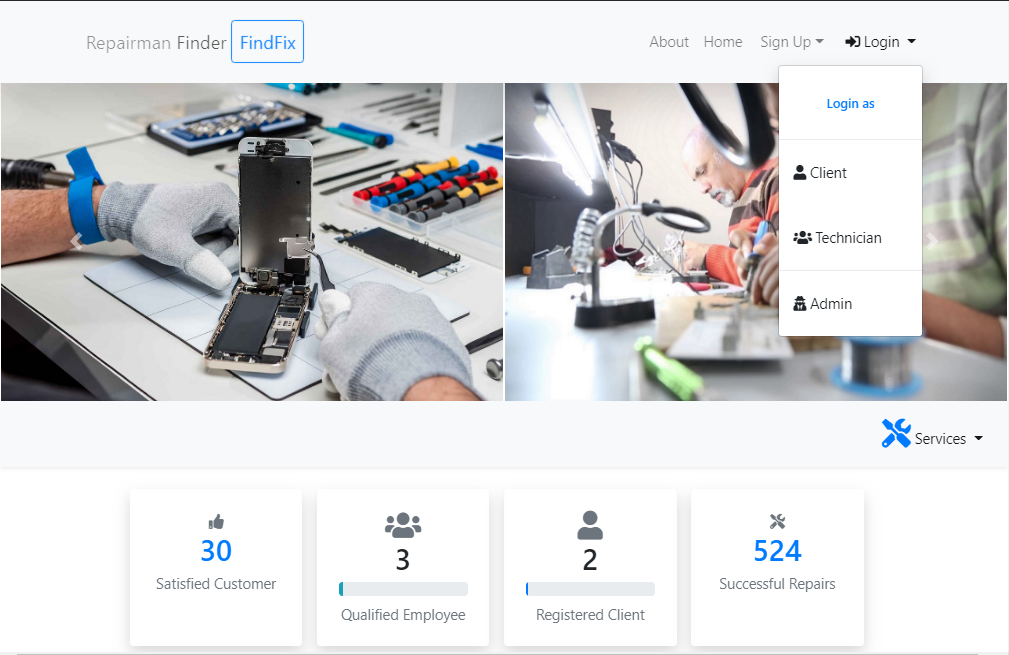 Repairman Finder FindFix
About Home Sign Up Login
Login as
Client
Technician
Admin
Services
30
Satisfied Customer
3
Qualified Employee
2
Registered Client
524
Successful Repairs